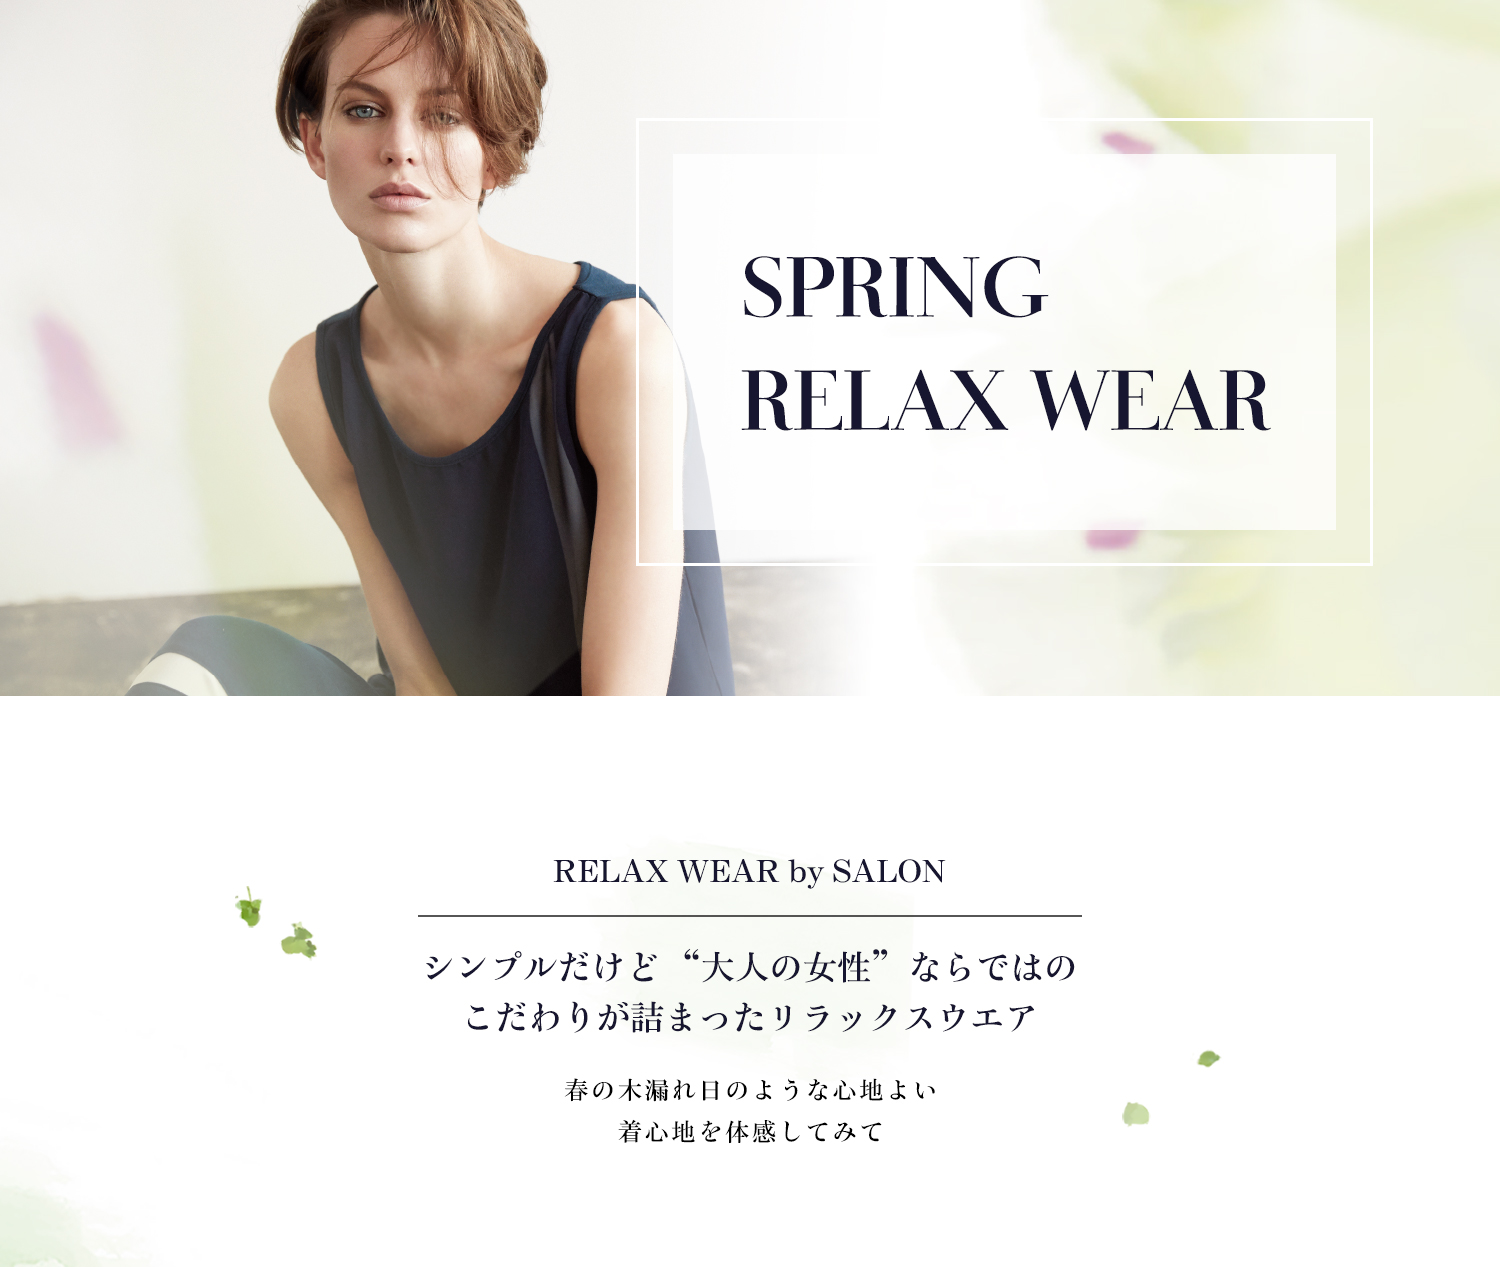 SPRING
RELAX WEAR
RELAX WEAR by SALON
シンプルだけど“大人の女性”ならではの
こだわりが詰まったリラックスウエア
春の木漏れ日のような心地よい
着心地を体感してみて